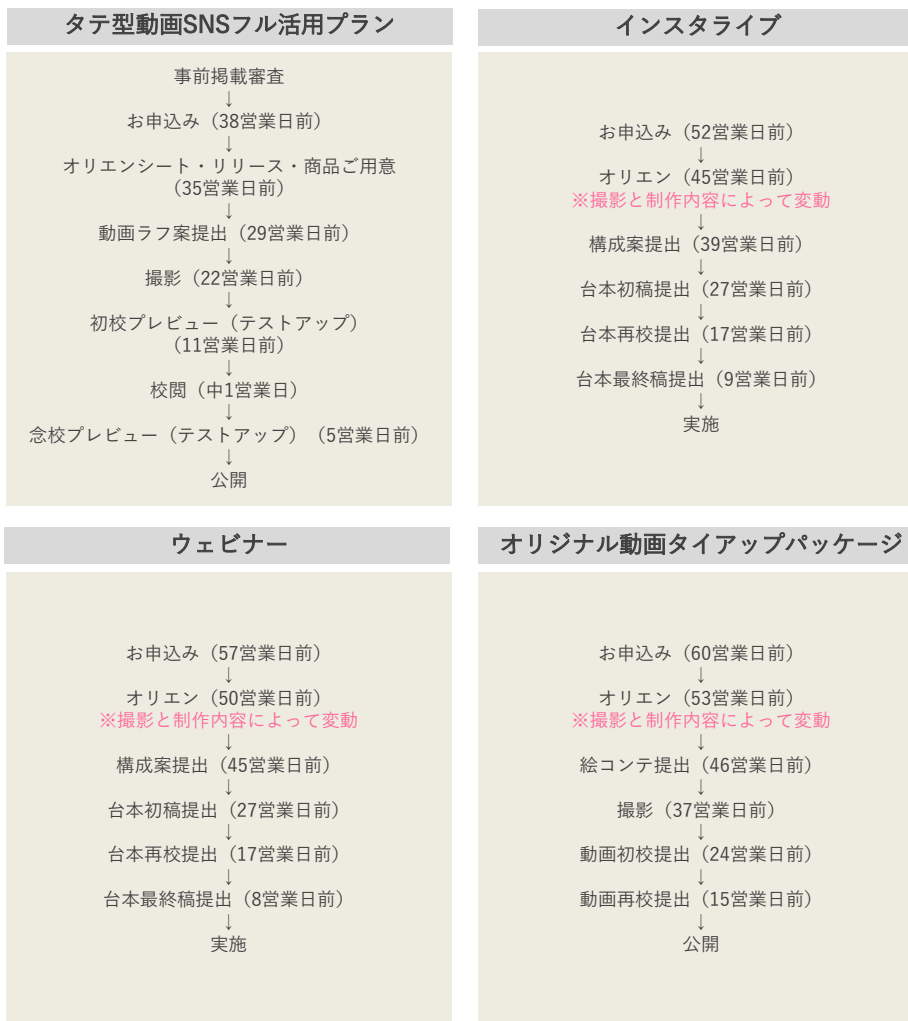 タテ型動画SNSフル活用プラン
事前掲載審査
↓
お申込み（38営業日前）
↓
オリエンシート・リリース・商品ご用意
（35営業日前）
↓
動画ラフ案提出（29営業日前）
↓
撮影（22営業日前）
↓
初校プレビュー（テストアップ）
（11営業日前）
↓
校閲（中1営業日）
↓
念校プレビュー（テストアップ）（5営業日前）
↓
公開
インスタライブ
お申込み（52営業日前）
↓
オリエン（45営業日前）
※撮影と制作内容によって変動
↓
構成案提出（39営業日前）
↓
台本初稿提出（27営業日前）
↓
台本再校提出（17営業日前）
↓
台本最終稿提出（9営業日前）
↓
実施
ウェビナー
お申込み（57営業日前）
↓
オリエン（50営業日前）
※撮影と制作内容によって変動
↓
構成案提出（45営業日前）
↓
台本初稿提出（27営業日前）
↓
台本再校提出（17営業日前）
↓
台本最終稿提出（8営業日前）
↓
実施
オリジナル動画タイアップパッケージ
お申込み（60営業日前）
↓
オリエン（53営業日前）
※撮影と制作内容によって変動
↓
絵コンテ提出（46営業日前）
↓
撮影（37営業日前）
↓
動画初校提出（24営業日前）
↓
動画再校提出（15営業日前）
↓
公開